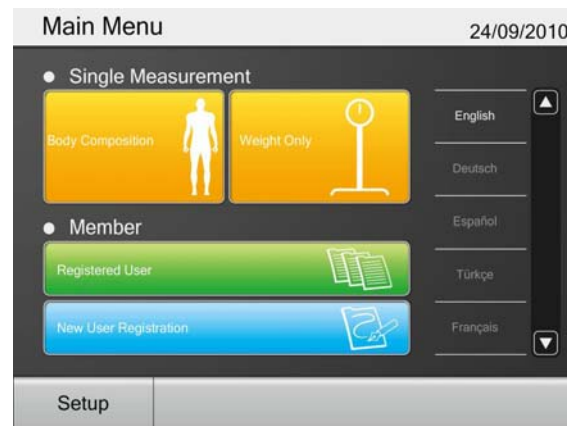 Main Menu
24/09/2010
Single Measurement
Body Composition
Weight Only
Member
Registered User
New User Registration
English
Deutsch
Español
Türkçe
Français
Setup